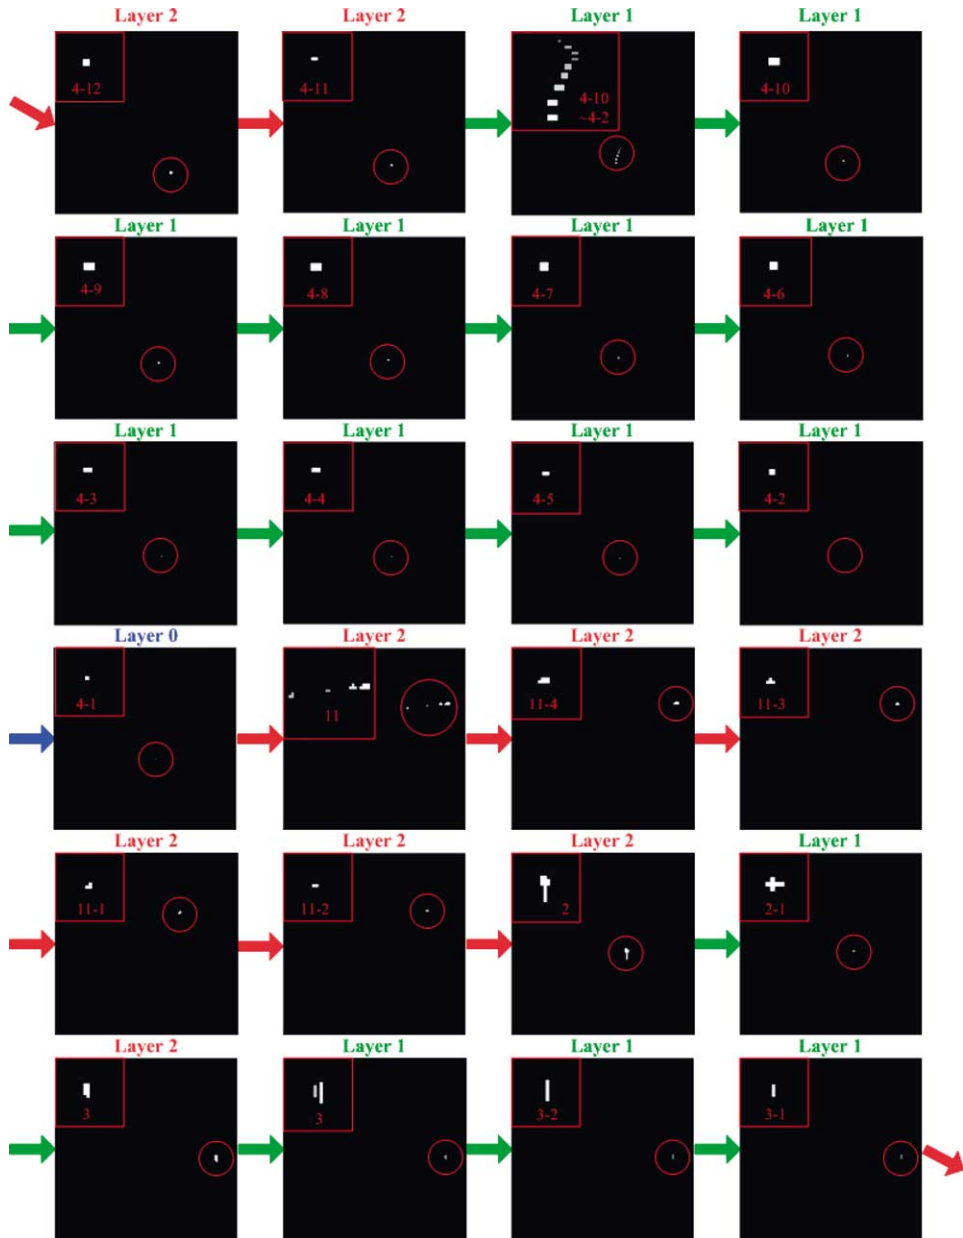 Layer 2
Layer 2
Layer 1
Layer 1
4-12
4-11
4-10
~4-2
4-10
Layer 1
Layer 1
Layer 1
Layer 1
4-9
4-8
4-7
4-6
Layer 1
Layer 1
Layer 1
Layer 1
4-3
4-4
4-5
4-2
Layer 0
Layer 2
Layer 2
Layer 2
4-1
11
11-4
11-3
Layer 2
Layer 2
Layer 2
Layer 1
11-1
11-2
2
2-1
Layer 2
Layer 1
Layer 1
Layer 1
3
3
3-2
3-1